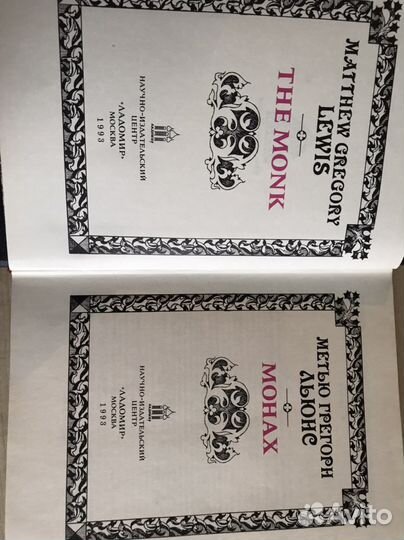 MATTHEW GREGORY
LEWIS
THE MONK
НАУЧНО-ИЗДАТЕЛЬСКИЙ
ЦЕНТР
"ЛАДОМИР"
МОСКВА
1993
МЕТЬЮ ГРЕГОРИ
ЛЬЮИС
МОНАХ
НАУЧНО-ИЗДАТЕЛЬСКИЙ
ЦЕНТР
"ЛАДОМИР"
МОСКВА
1993
Avito